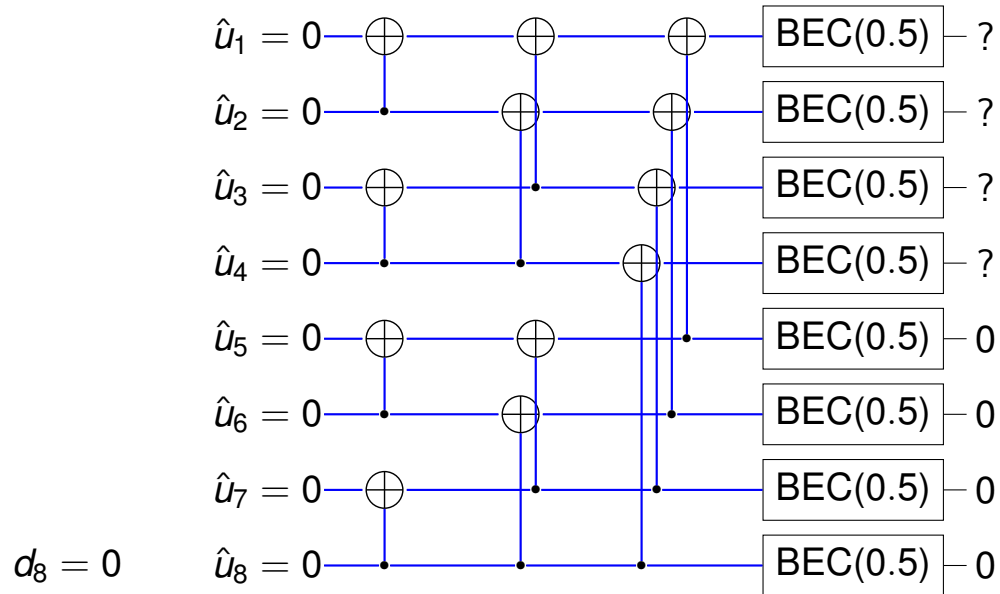 û₁ = 0 BEC(0.5) ?
û₂ = 0 BEC(0.5) ?
û₃ = 0 BEC(0.5) ?
û₄ = 0 BEC(0.5) ?
û₅ = 0 BEC(0.5) 0
û₆ = 0 BEC(0.5) 0
û₇ = 0 BEC(0.5) 0
d₈ = 0 û₈ = 0 BEC(0.5) 0